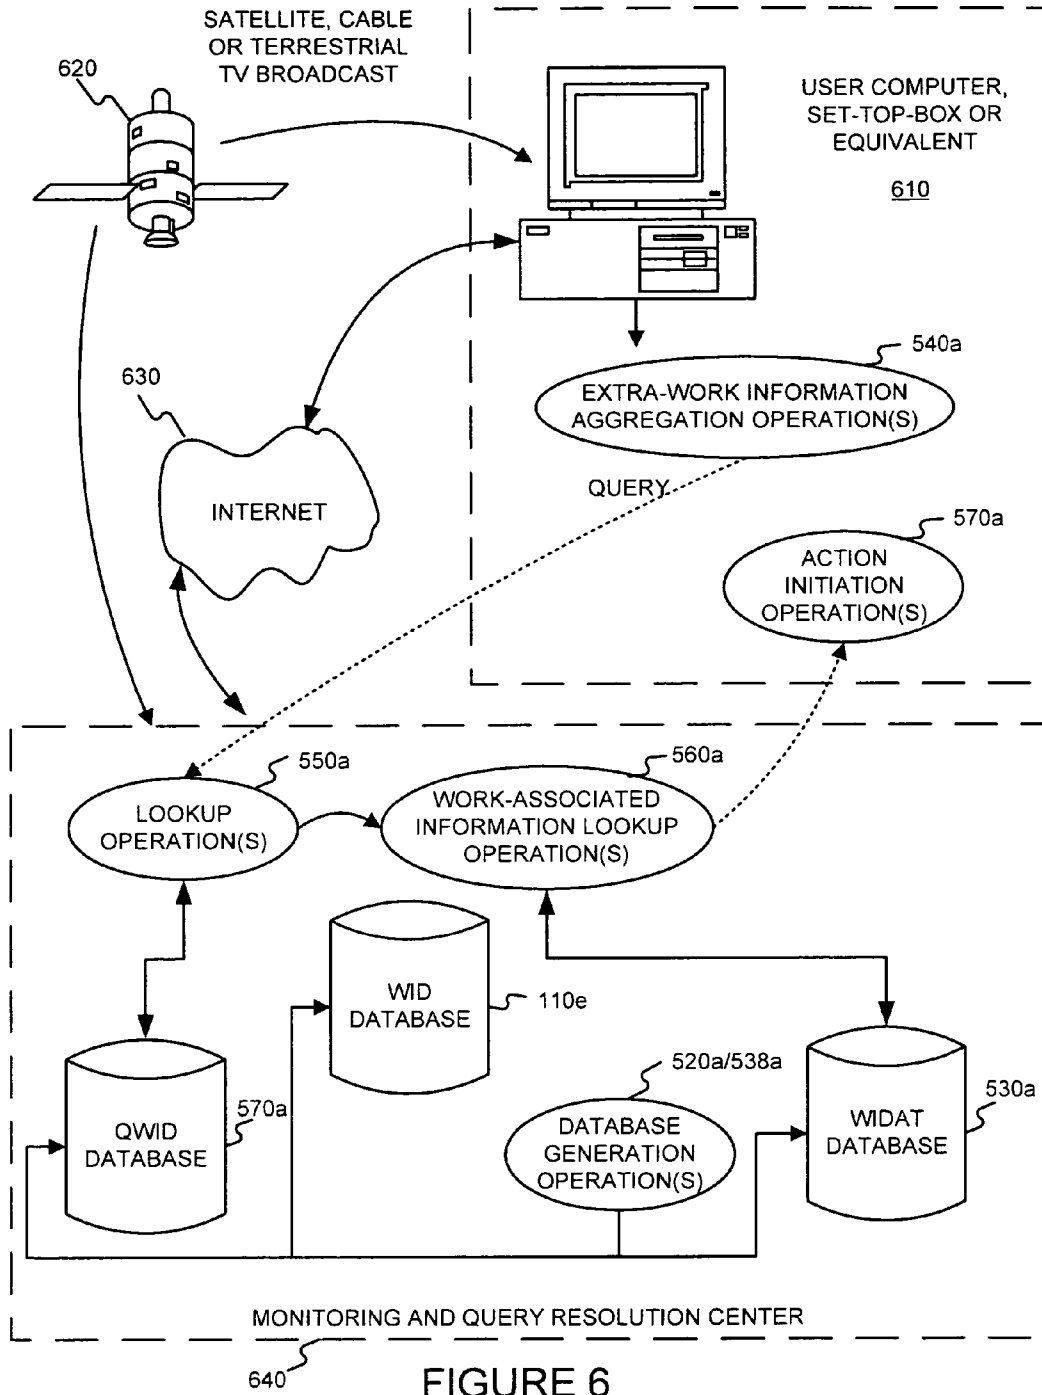 SATELLITE, CABLE
OR TERRESTRIAL
TV BROADCAST
620
USER COMPUTER,
SET-TOP-BOX OR
EQUIVALENT
610
540a
EXTRA-WORK INFORMATION
AGGREGATION OPERATION(S)
630
QUERY
INTERNET
570a
ACTION
INITIATION
OPERATION(S)
550a
LOOKUP
OPERATION(S)
560a
WORK-ASSOCIATED
INFORMATION LOOKUP
OPERATION(S)
WID
DATABASE
110e
520a/538a
570a
QWID
DATABASE
DATABASE
GENERATION
OPERATION(S)
WIDAT
DATABASE
530a
MONITORING AND QUERY RESOLUTION CENTER
640
FIGURE 6